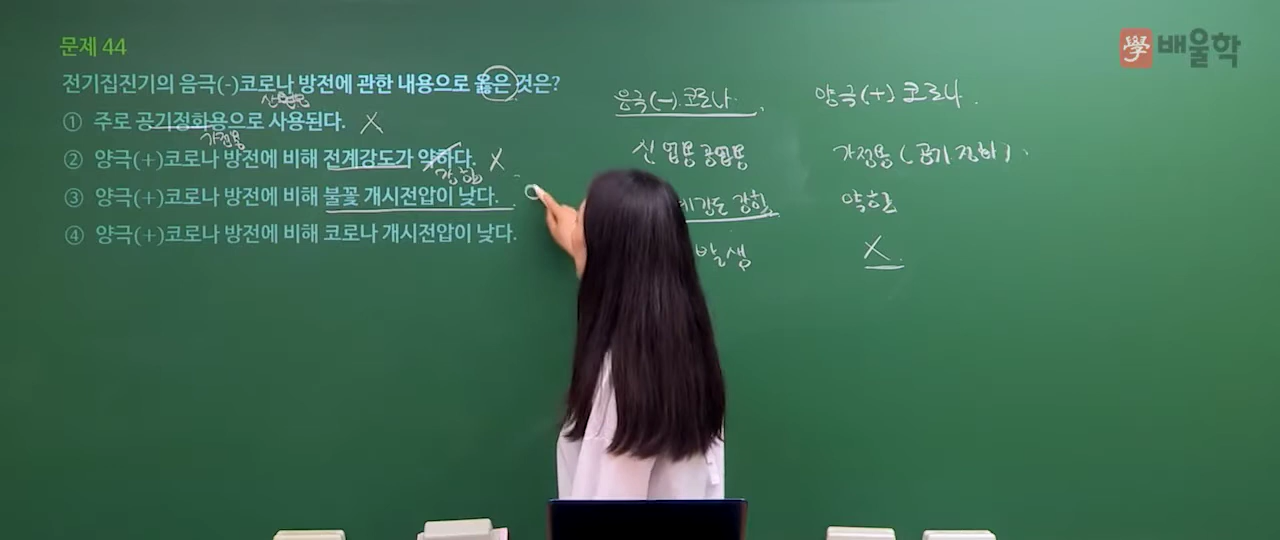 문제 44
學 배울학
전기집진기의 음극(-)코로나 방전에 관한 내용으로 옳은 것은?
① 주로 공기정화용으로 사용된다. X
가정용
② 양극(+)코로나 방전에 비해 전계강도가 약하다. X
강하다
③ 양극(+)코로나 방전에 비해 불꽃 개시전압이 낮다.
④ 양극(+)코로나 방전에 비해 코로나 개시전압이 낮다.
음극(-)코로나 양극(+)코로나
산업용 공업용 가정용(공기정화)
계강도 강함 약함
발생 X